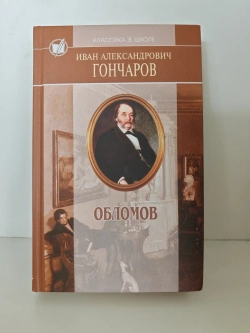 КЛАССИКА В ШКОЛЕ
ИВАН АЛЕКСАНДРОВИЧ
ГОНЧАРОВ
ОБЛОМОВ